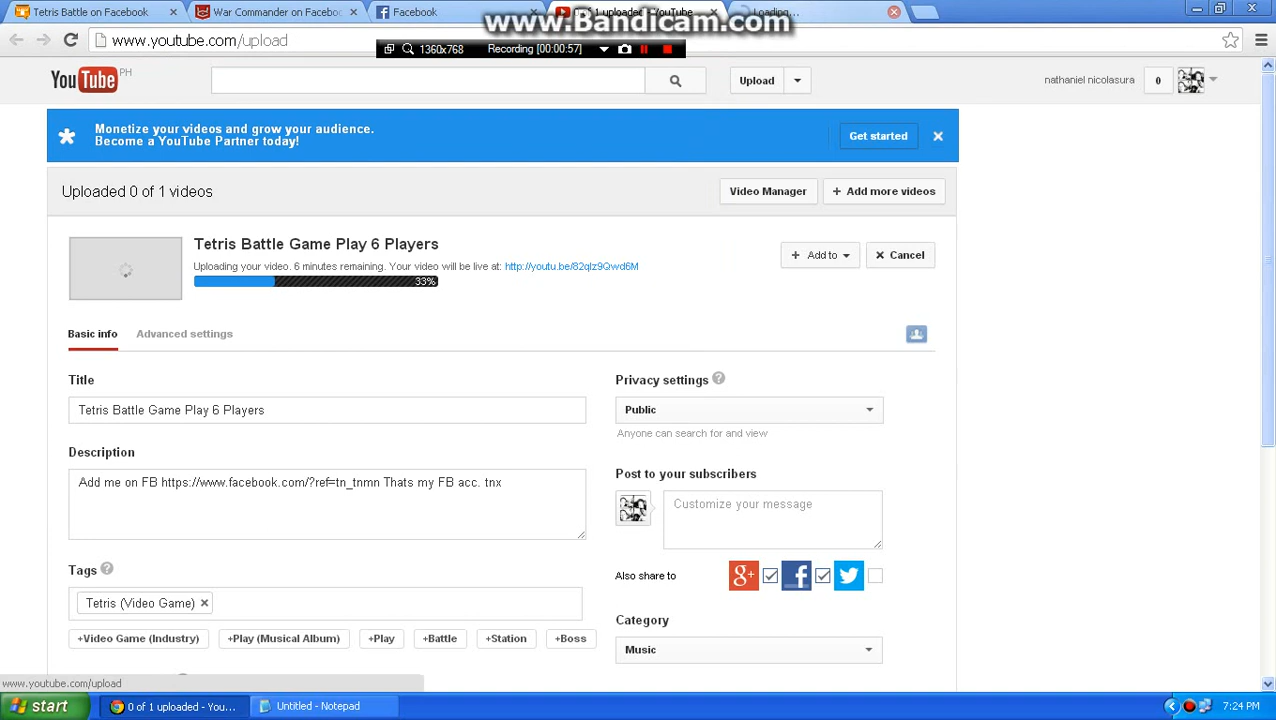 Tetris Battle on Facebook
War Commander on Facebo
Facebook
Loading...
www.Bandicam.com
www.youtube.com/upload
1360x768
Recording [00:00:57]
YouTube PH
Upload
nathaniel nicolasura
0
Monetize your videos and grow your audience.
Become a YouTube Partner today!
Get started
Uploaded 0 of 1 videos
Video Manager
+ Add more videos
Tetris Battle Game Play 6 Players
Uploading your video. 6 minutes remaining. Your video will be live at: http://youtu.be/82qlz9Qwd6M
33%
+ Add to
Cancel
Basic info
Advanced settings
Title
Tetris Battle Game Play 6 Players
Privacy settings ?
Public
Anyone can search for and view
Description
Add me on FB https://www.facebook.com/?ref=tn_tnmn Thats my FB acc. tnx
Post to your subscribers
Customize your message
Also share to
g+
f
Tags ?
Tetris (Video Game)
+Video Game (Industry)
+Play (Musical Album)
+Play
+Battle
+Station
+Boss
Category
Music
www.youtube.com/upload
start
0 of 1 uploaded - You...
Untitled - Notepad
7:24 PM